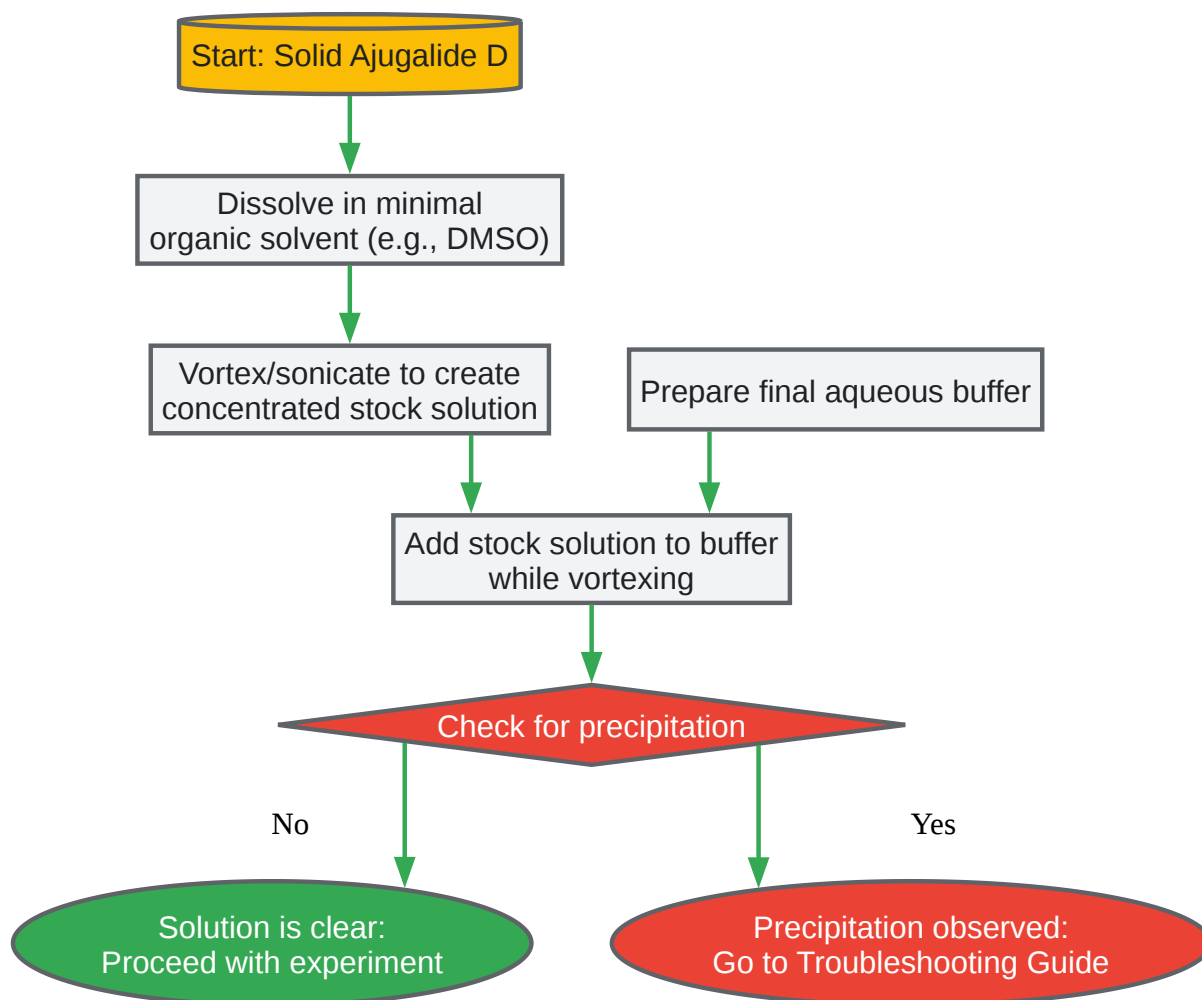 Start: Solid Ajugalide D
Dissolve in minimal
organic solvent (e.g., DMSO)
Vortex/sonicate to create
concentrated stock solution
Prepare final aqueous buffer
Add stock solution to buffer
while vortexing
Check for precipitation
No
Yes
Solution is clear:
Proceed with experiment
Precipitation observed:
Go to Troubleshooting Guide